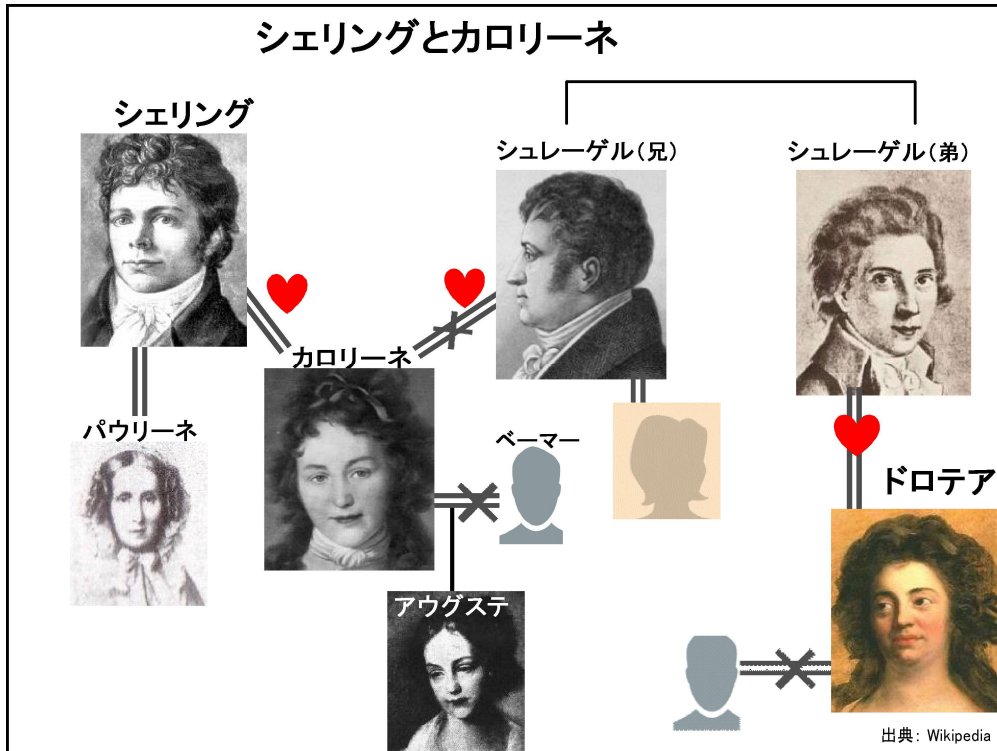 シェリングとカロリーネ
シェリング
シュレーゲル(兄)
シュレーゲル(弟)
カロリーネ
パウリーネ
ベーマー
ドロテア
アウグステ
出典: Wikipedia